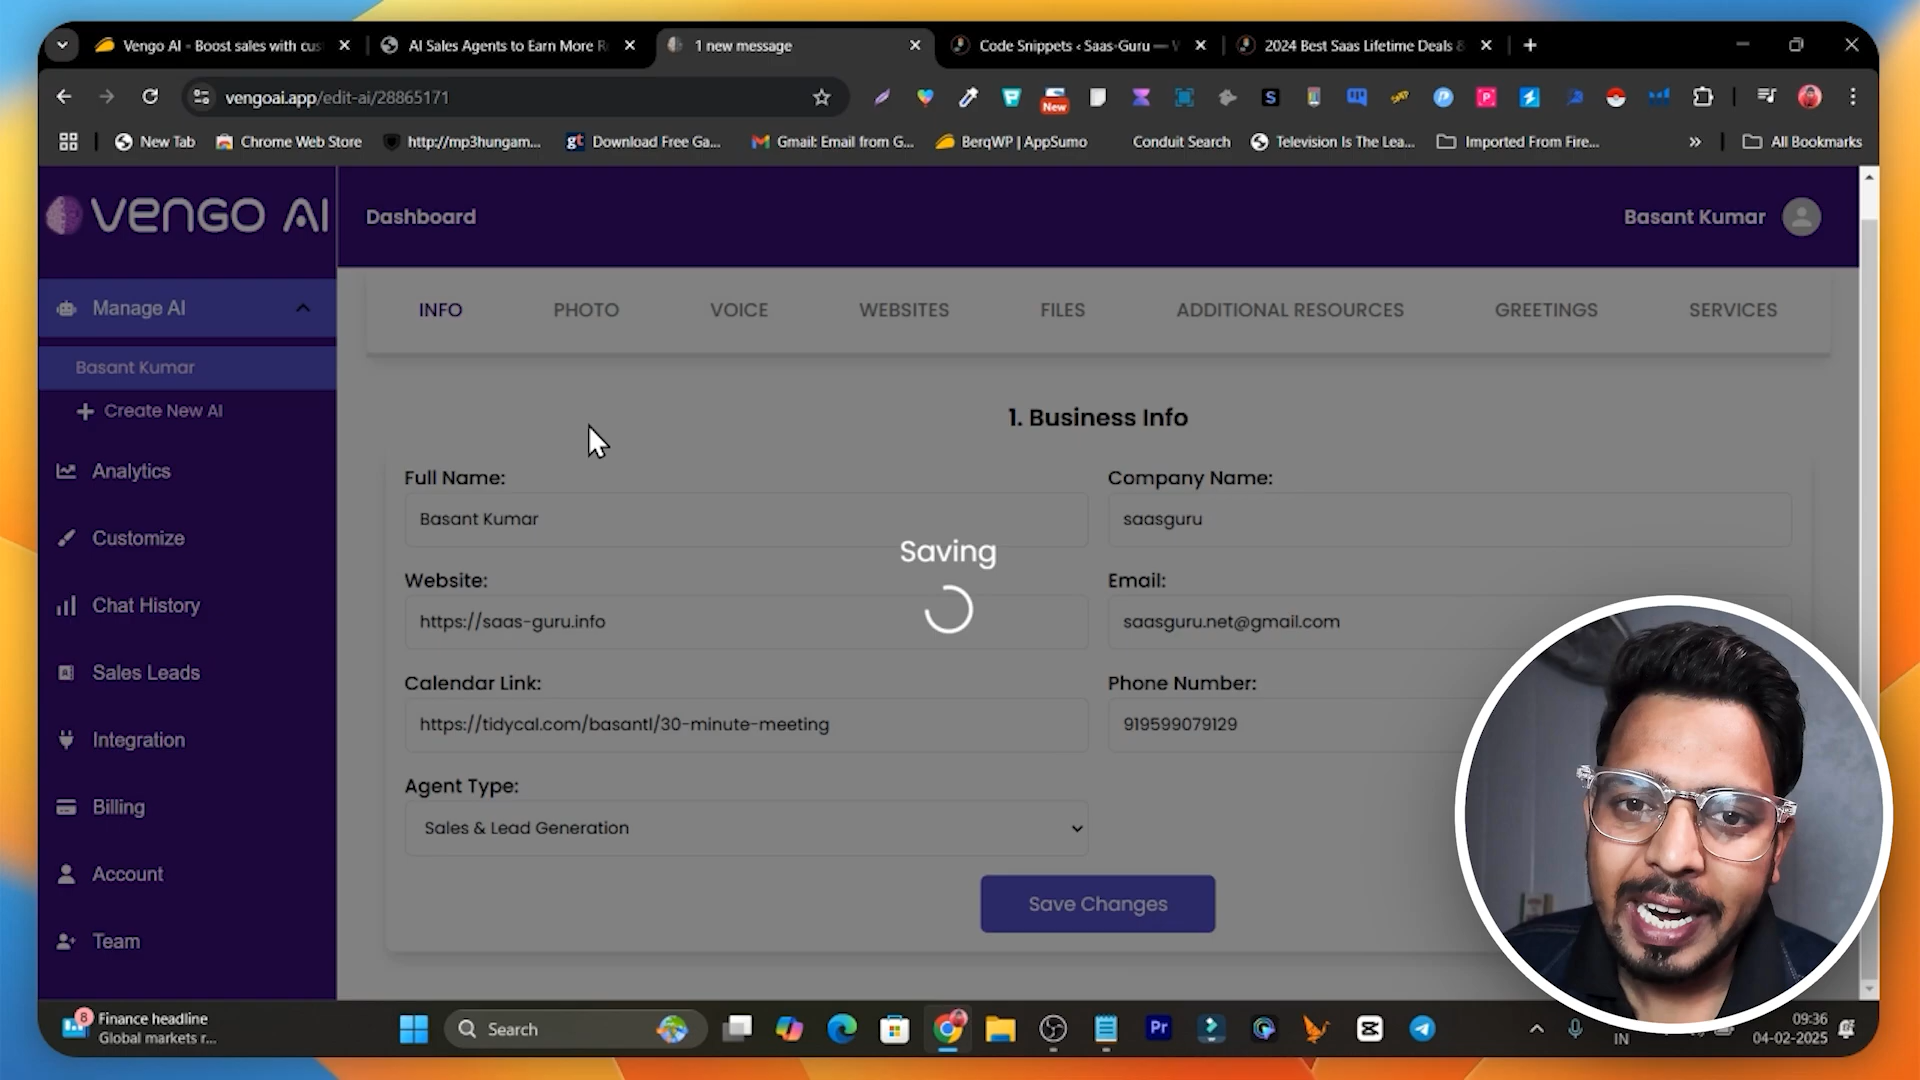 Vengo AI - Boost sales with cus
AI Sales Agents to Earn More R
1 new message
Code Snippets ‹ Saas-Guru — V
2024 Best Saas Lifetime Deals &
vengoai.app/edit-ai/28865171
New
New Tab
Chrome Web Store
http://mp3hungam...
gt
Download Free Ga...
Gmail: Email from G...
BerqWP | AppSumo
Conduit Search
Television Is The Lea...
Imported From Fire...
All Bookmarks
VENGO AI
Dashboard
Basant Kumar
Manage AI
Basant Kumar
Create New AI
Analytics
Customize
Chat History
Sales Leads
Integration
Billing
Account
Team
INFO
PHOTO
VOICE
WEBSITES
FILES
ADDITIONAL RESOURCES
GREETINGS
SERVICES
1. Business Info
Full Name:
Basant Kumar
Company Name:
saasguru
Saving
Website:
https://saas-guru.info
Email:
saasguru.net@gmail.com
Calendar Link:
https://tidycal.com/basant1/30-minute-meeting
Phone Number:
919599079129
Agent Type:
Sales & Lead Generation
Save Changes
8
Finance headline
Global markets r...
Search
Pr
IN
09:36
04-02-2025